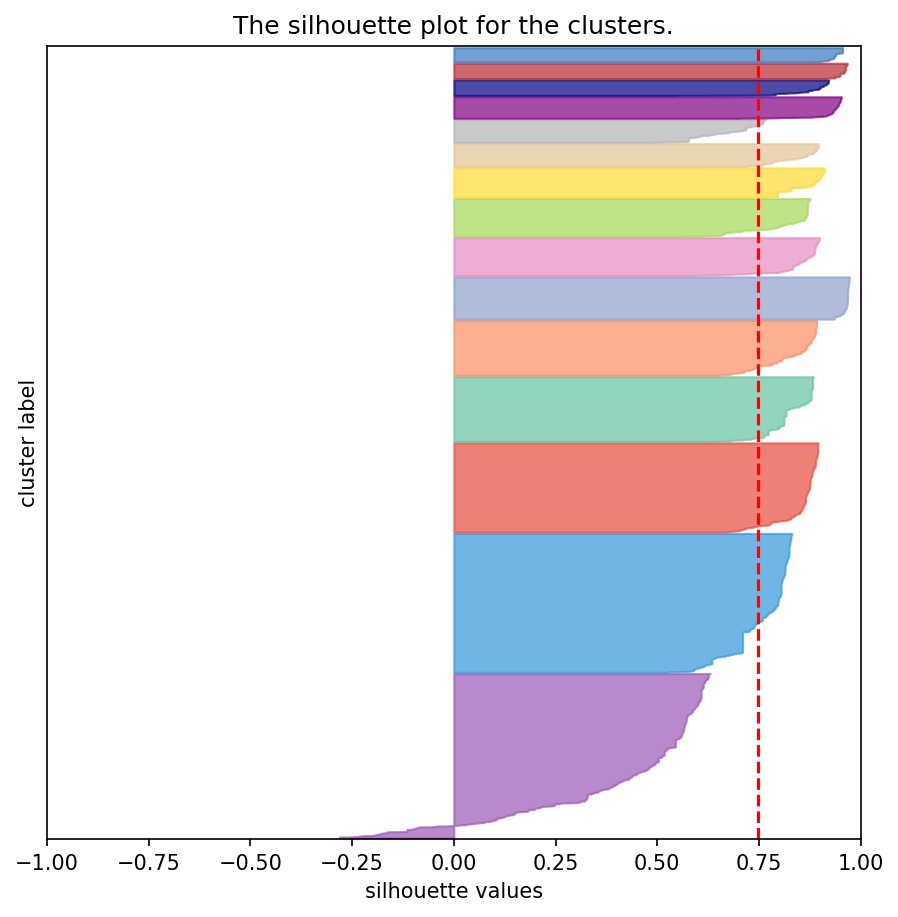 The silhouette plot for the clusters.
cluster label
−1.00 −0.75 −0.50 −0.25 0.00 0.25 0.50 0.75 1.00
silhouette values